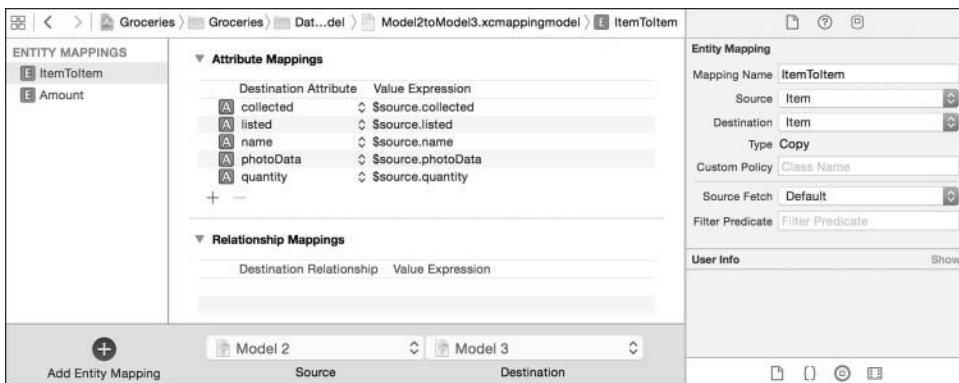 Groceries Groceries Dat...del Model2toModel3.xcmappingmodel E ItemToItem
ENTITY MAPPINGS
E ItemToItem
E Amount
Attribute Mappings
Destination Attribute Value Expression
A collected $source.collected
A listed $source.listed
A name $source.name
A photoData $source.photoData
A quantity $source.quantity
Relationship Mappings
Destination Relationship Value Expression
Add Entity Mapping
Model 2
Source
Model 3
Destination
Entity Mapping
Mapping Name ItemToItem
Source Item
Destination Item
Type Copy
Custom Policy Class Name
Source Fetch Default
Filter Predicate Filter Predicate
User Info Show